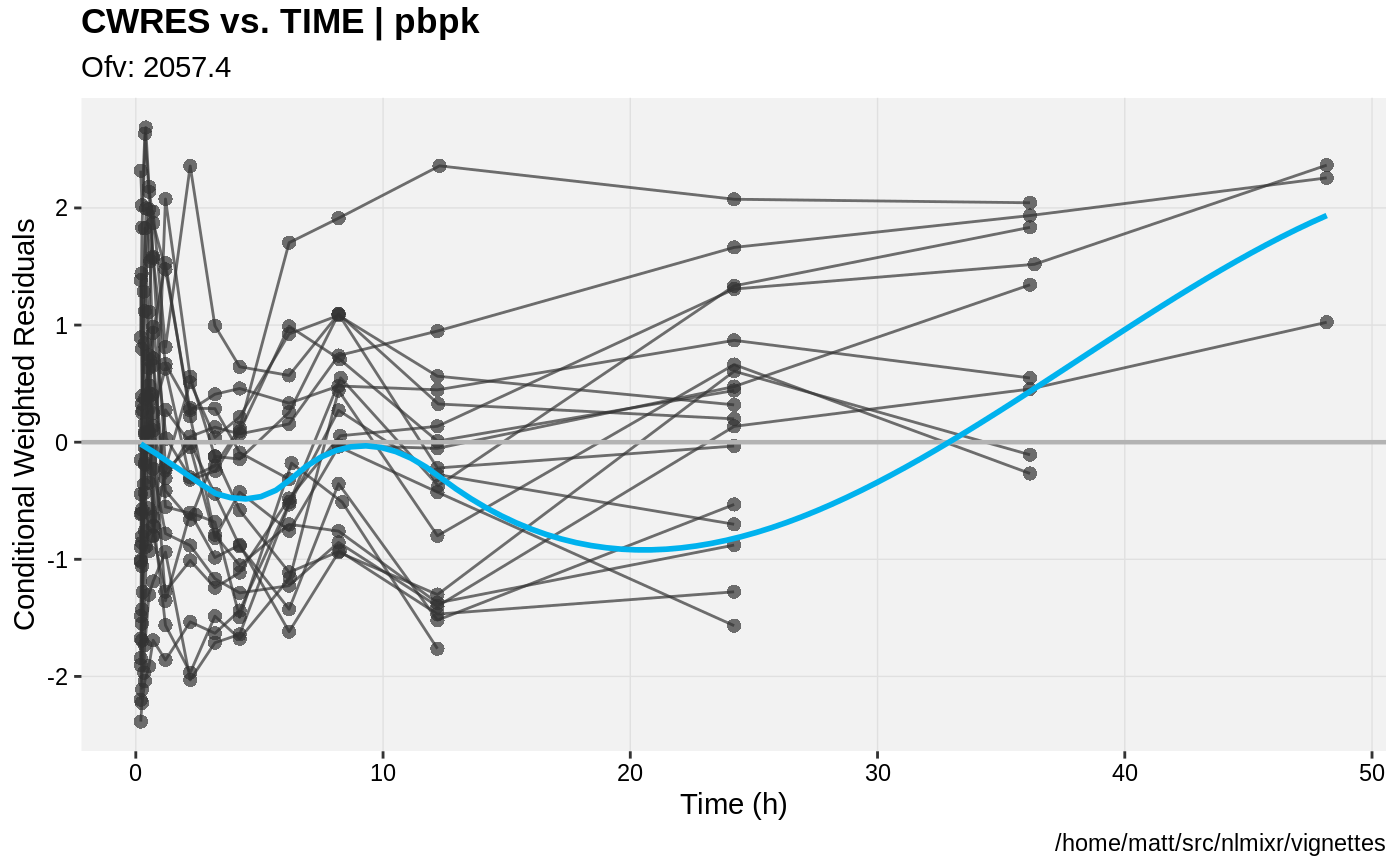 CWRES vs. TIME | pbpk
Ofv: 2057.4
Conditional Weighted Residuals
2
1
0
-1
-2
0 10 20 30 40 50
Time (h)
/home/matt/src/nlmixr/vignettes